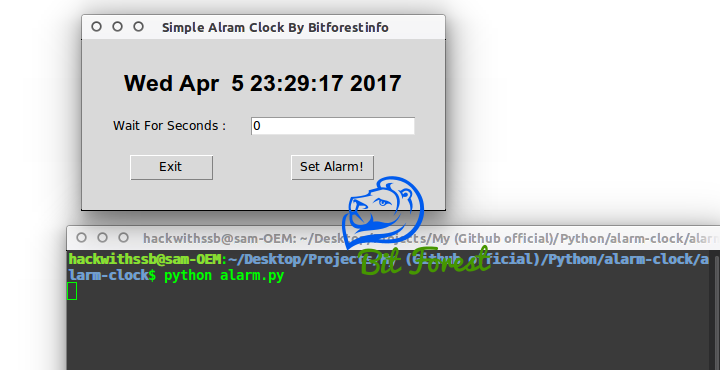 Simple Alram Clock By Bitforestinfo
Wed Apr  5 23:29:17 2017
Wait For Seconds :
0
Exit
Set Alarm!
hackwithssb@sam-OEM: ~/Desktop/Projects/My (Github official)/Python/alarm-clock/alarm
hackwithssb@sam-OEM:~/Desktop/Projects/My (Github official)/Python/alarm-clock/a
larm-clock$ python alarm.py
Bit Forest